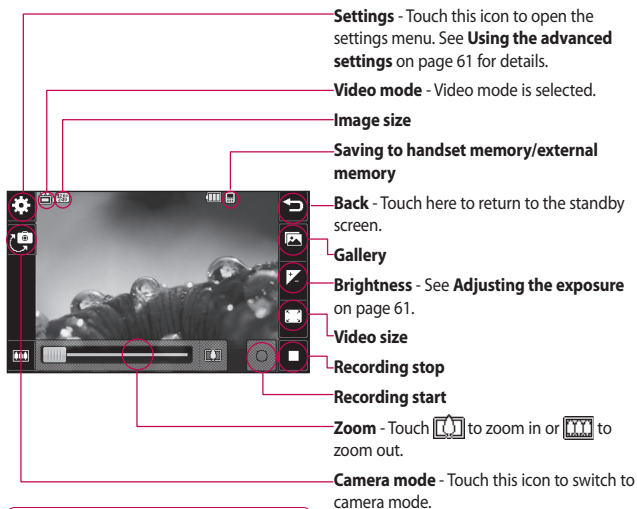 Settings - Touch this icon to open the
settings menu. See Using the advanced
settings on page 61 for details.
Video mode - Video mode is selected.
Image size
Saving to handset memory/external
memory
Back - Touch here to return to the standby
screen.
Gallery
Brightness - See Adjusting the exposure
on page 61.
Video size
Recording stop
Recording start
Zoom - Touch to zoom in or to
zoom out.
Camera mode - Touch this icon to switch to
camera mode.